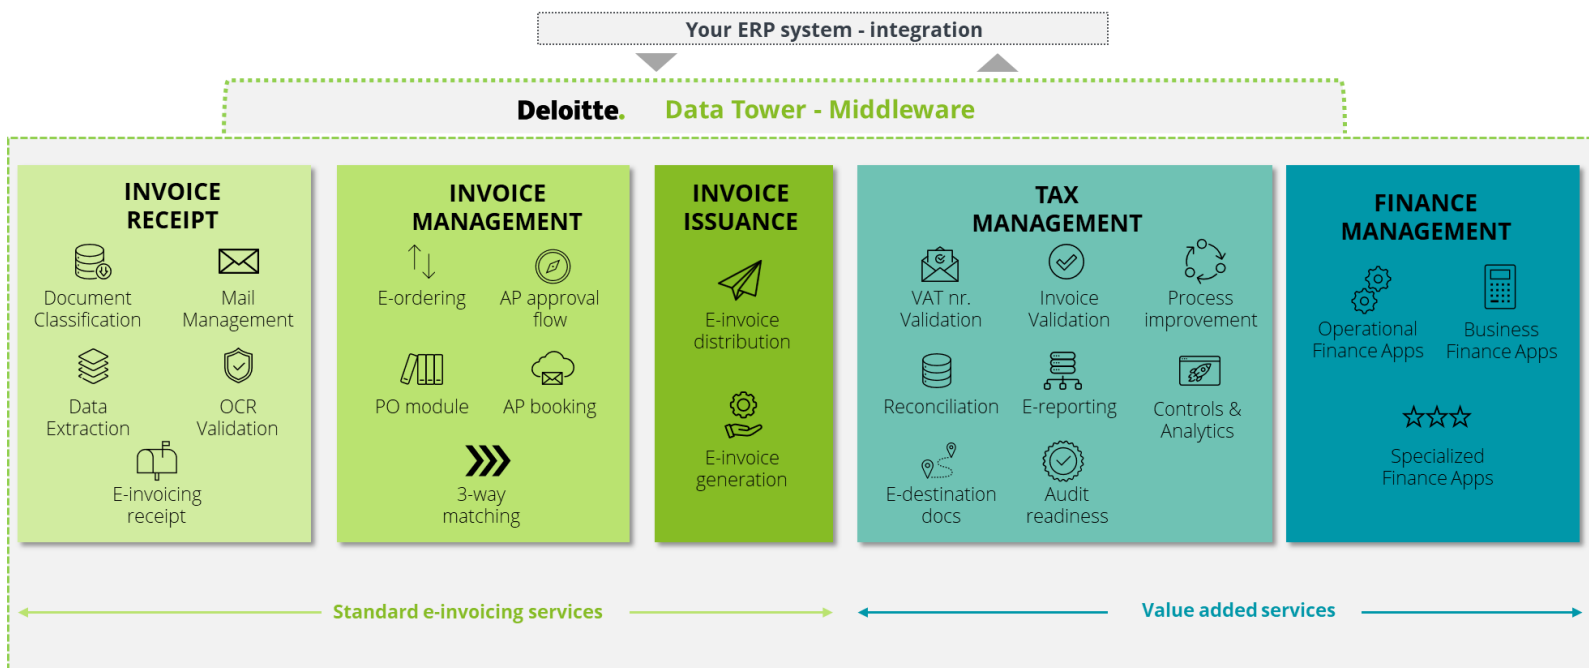 Your ERP system - integration
Deloitte. Data Tower - Middleware
INVOICE
RECEIPT
Document
Classification
Mail
Management
Data
Extraction
OCR
Validation
E-invoicing
receipt
INVOICE
MANAGEMENT
E-ordering
AP approval
flow
PO module
AP booking
3-way
matching
INVOICE
ISSUANCE
E-invoice
distribution
E-invoice
generation
TAX
MANAGEMENT
VAT nr.
Validation
Invoice
Validation
Process
improvement
Reconciliation
E-reporting
Controls &
Analytics
E-destination
docs
Audit
readiness
FINANCE
MANAGEMENT
Operational
Finance Apps
Business
Finance Apps
Specialized
Finance Apps
Standard e-invoicing services
Value added services